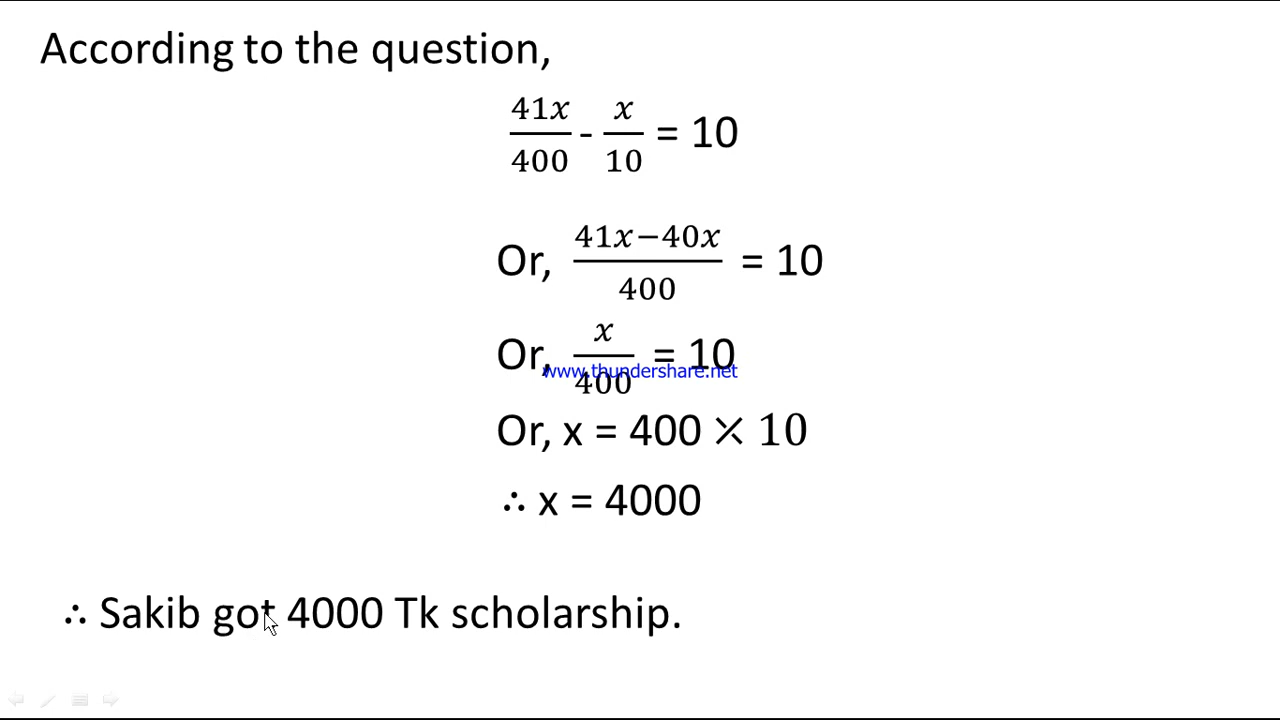 According to the question,
41x/400 - x/10 = 10
Or, 41x−40x/400 = 10
Or, x/400 = 10
www.thundershare.net
Or, x = 400 × 10
∴ x = 4000
∴ Sakib got 4000 Tk scholarship.